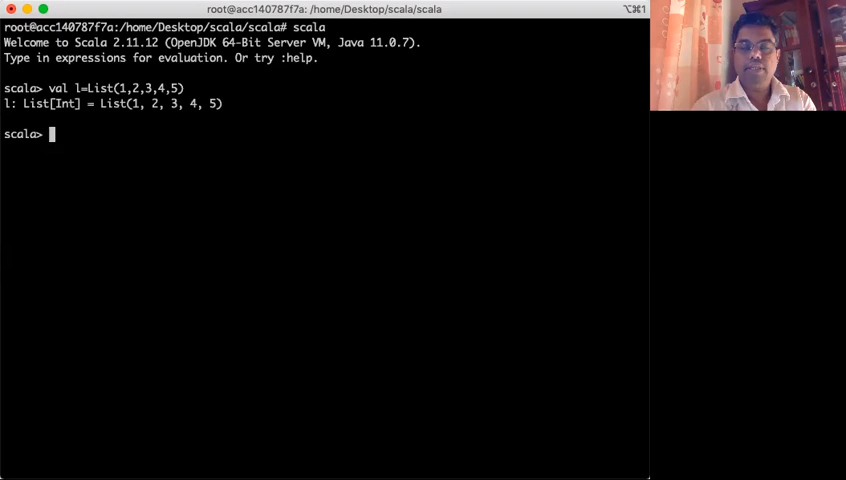 root@acc140787f7a: /home/Desktop/scala/scala
⌥⌘1
root@acc140787f7a:/home/Desktop/scala/scala# scala
Welcome to Scala 2.11.12 (OpenJDK 64-Bit Server VM, Java 11.0.7).
Type in expressions for evaluation. Or try :help.
scala> val l=List(1,2,3,4,5)
l: List[Int] = List(1, 2, 3, 4, 5)
scala>